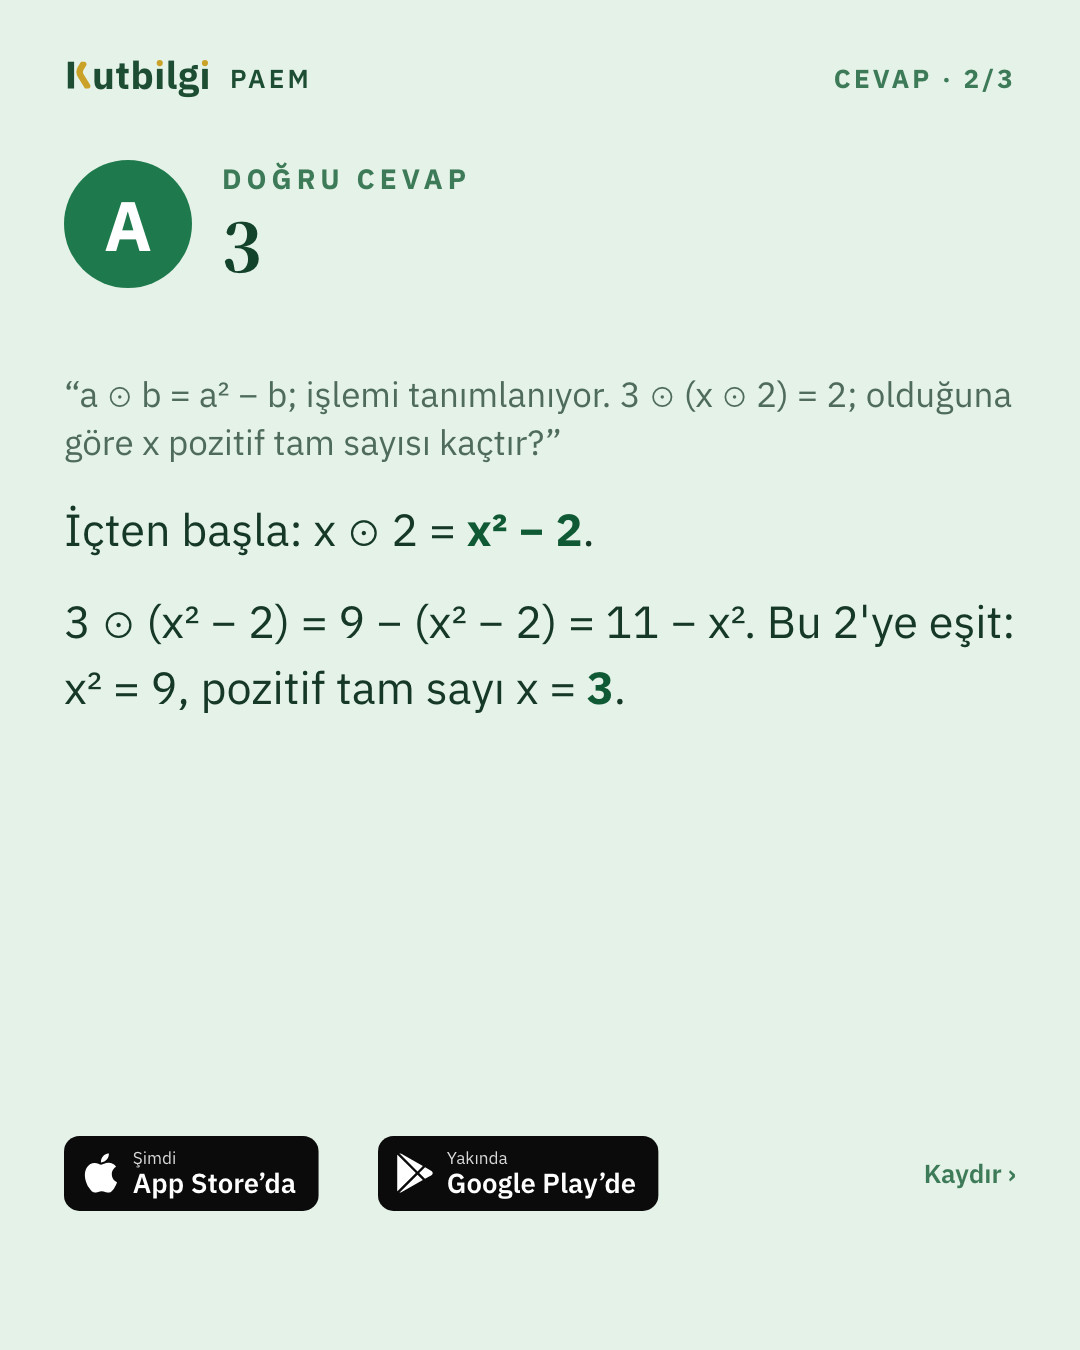 Kutbilgi PAEM
CEVAP · 2/3
A
DOĞRU CEVAP
3
“a ⊙ b = a² − b; işlemi tanımlanıyor. 3 ⊙ (x ⊙ 2) = 2; olduğuna
göre x pozitif tam sayısı kaçtır?”
İçten başla: x ⊙ 2 = x² − 2.
3 ⊙ (x² − 2) = 9 − (x² − 2) = 11 − x². Bu 2'ye eşit:
x² = 9, pozitif tam sayı x = 3.
Şimdi
App Store’da
Yakında
Google Play’de
Kaydır ›